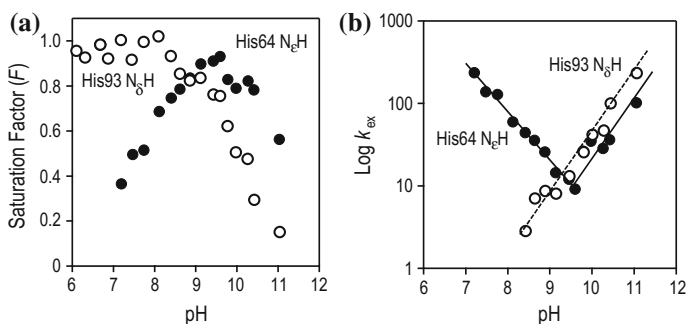 (a)
Saturation Factor (F)
1.0
0.8
0.6
0.4
0.2
0
His64 NεH
His93 NδH
6 7 8 9 10 11 12
pH
(b)
Log kex
1000
100
10
1
His93 NδH
His64 NεH
6 7 8 9 10 11 12
pH